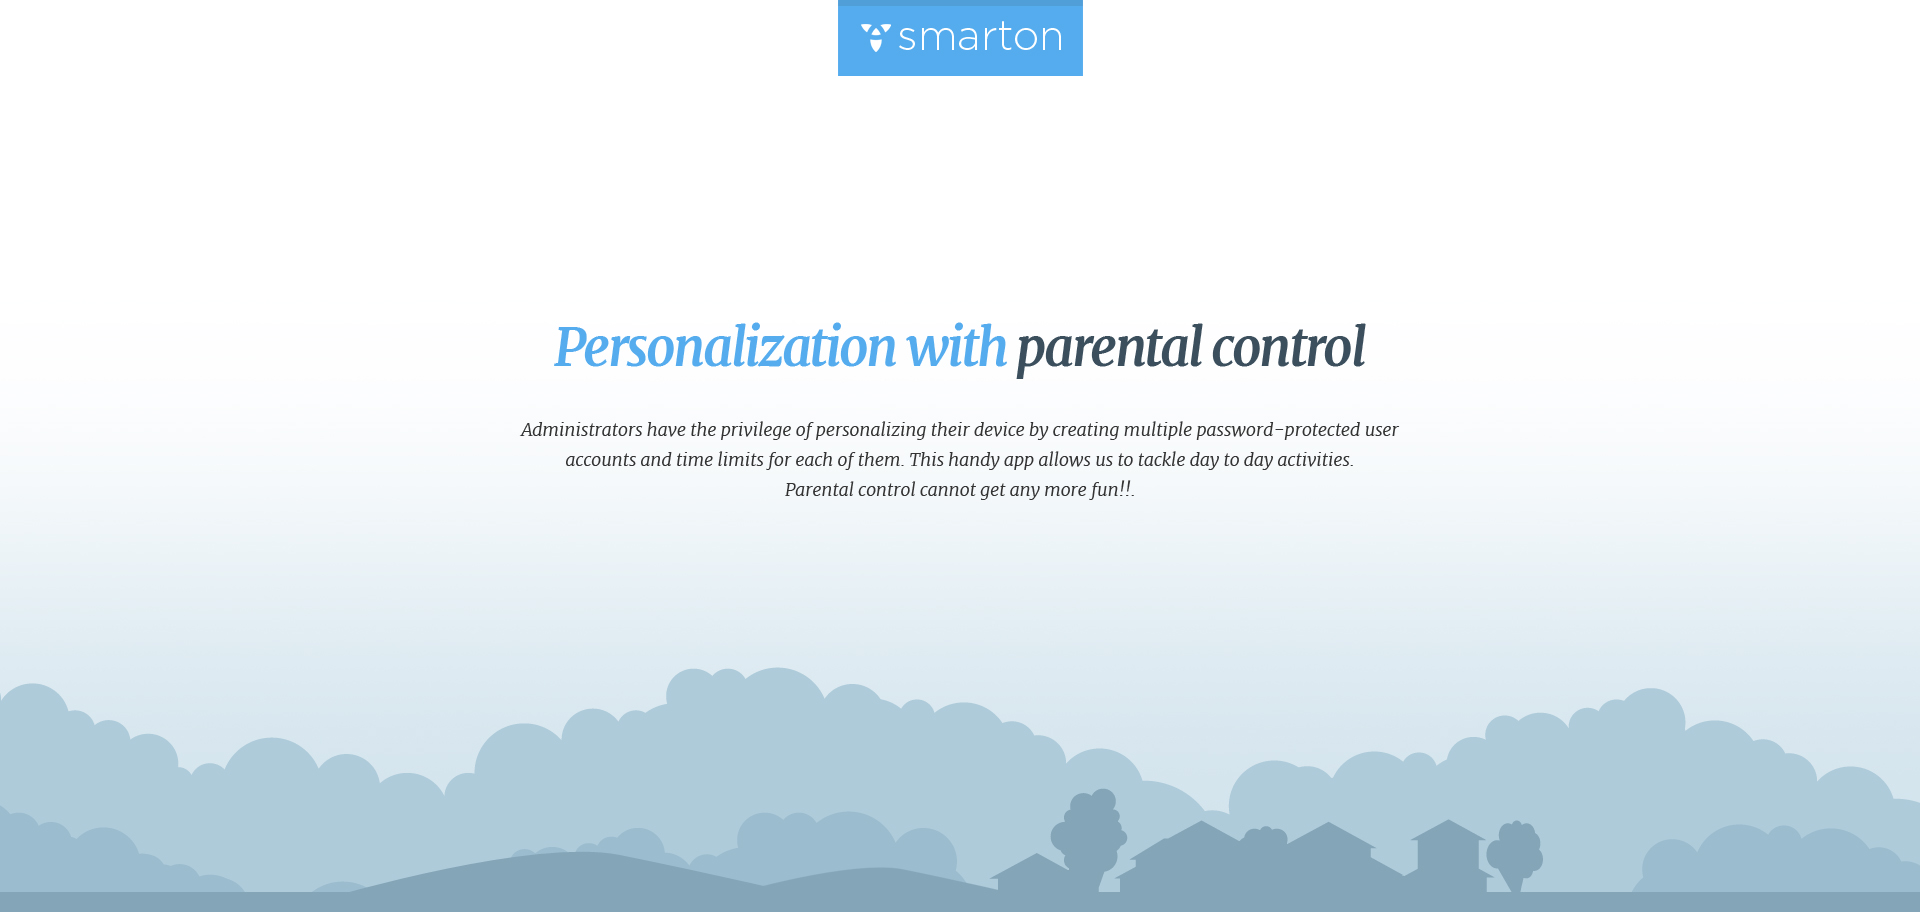 smarton
Personalization with parental control
Administrators have the privilege of personalizing their device by creating multiple password-protected user
accounts and time limits for each of them. This handy app allows us to tackle day to day activities.
Parental control cannot get any more fun!!.